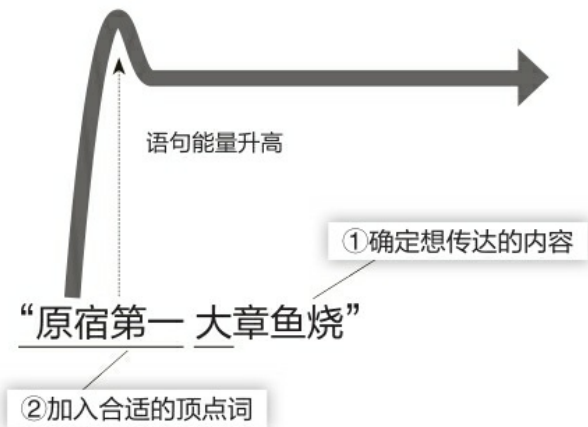 语句能量升高
①确定想传达的内容
“原宿第一 大章鱼烧”
②加入合适的顶点词